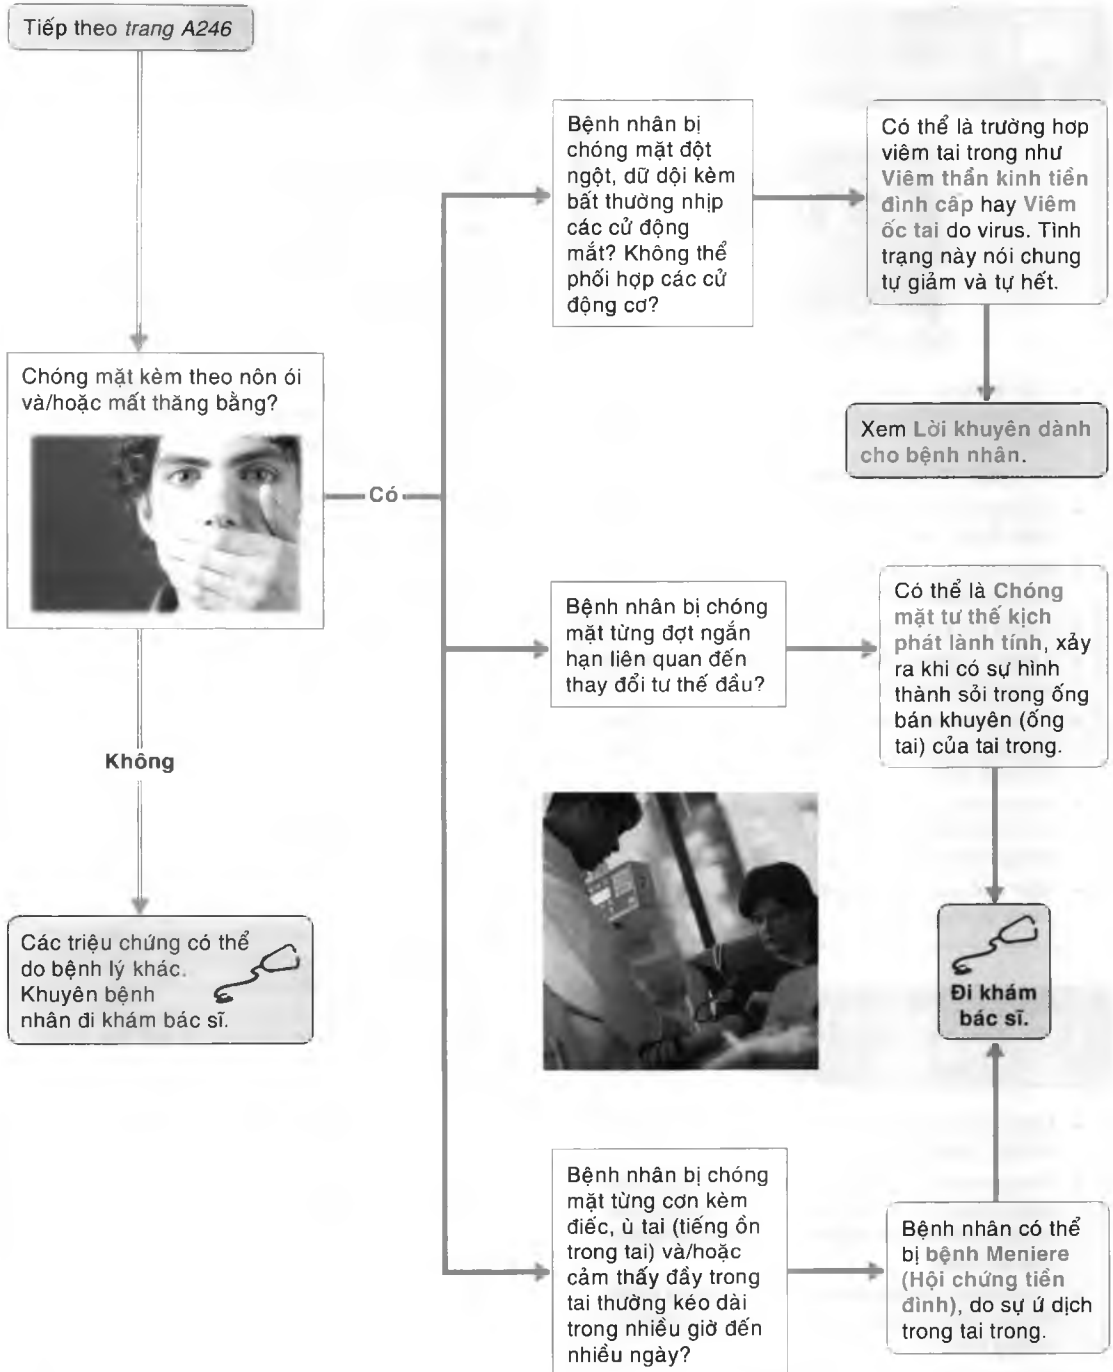 Tiếp theo trang A246
Chóng mặt kèm theo nôn ói
và/hoặc mất thăng bằng?
Có
Không
Các triệu chứng có thể
do bệnh lý khác.
Khuyên bệnh
nhân đi khám bác sĩ.
Bệnh nhân bị
chóng mặt đột
ngột, dữ dội kèm
bất thường nhịp
các cử động
mắt? Không thể
phối hợp các cử
động cơ?
Có thể là trường hơp
viêm tai trong như
Viêm thần kinh tiền
đình cấp hay Viêm
ốc tai do virus. Tình
trạng này nói chung
tự giảm và tự hết.
Xem Lời khuyên dành
cho bệnh nhân.
Bệnh nhân bị chóng
mặt từng đợt ngắn
hạn liên quan đến
thay đổi tư thế đầu?
Có thể là Chóng
mặt tư thế kịch
phát lành tính, xảy
ra khi có sự hình
thành sỏi trong ống
bán khuyên (ống
tai) của tai trong.
Đi khám
bác sĩ.
Bệnh nhân bị chóng
mặt từng cơn kèm
điếc, ù tai (tiếng ồn
trong tai) và/hoặc
cảm thấy đầy trong
tai thường kéo dài
trong nhiều giờ đến
nhiều ngày?
Bệnh nhân có thể
bị bệnh Meniere
(Hội chứng tiền
đình), do sự ứ dịch
trong tai trong.